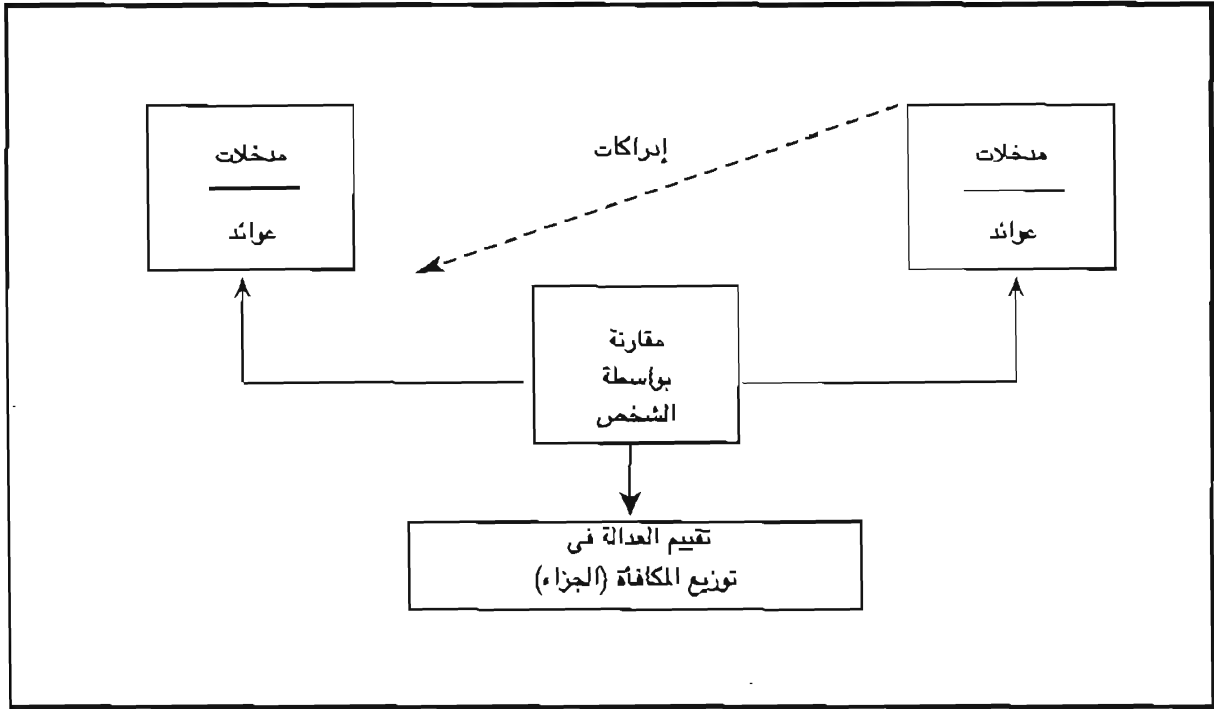 مدخلات
عوائد
إدراكات
مدخلات
عوائد
مقارنة
بواسطة
الشخص
تقييم العدالة فى
توزيع المكافأة (الجزاء)